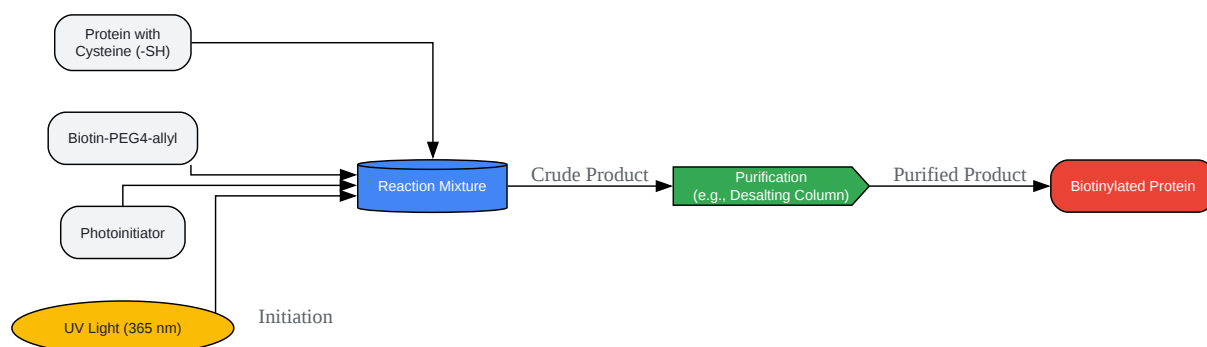 Protein with
Cysteine (-SH)
Biotin-PEG4-allyl
Photoinitiator
UV Light (365 nm)
Initiation
Reaction Mixture
Crude Product
Purification
(e.g., Desalting Column)
Purified Product
Biotinylated Protein